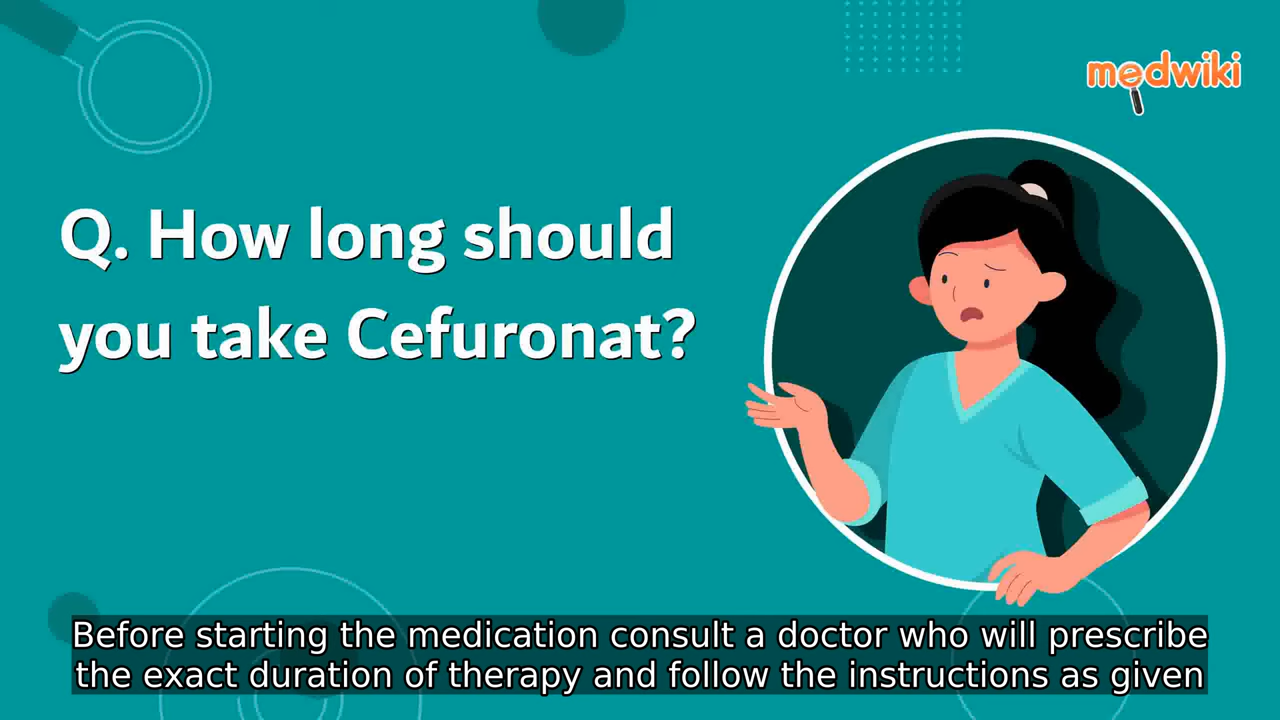 medwiki
Q. How long should
you take Cefuronat?
Before starting the medication consult a doctor who will prescribe
the exact duration of therapy and follow the instructions as given